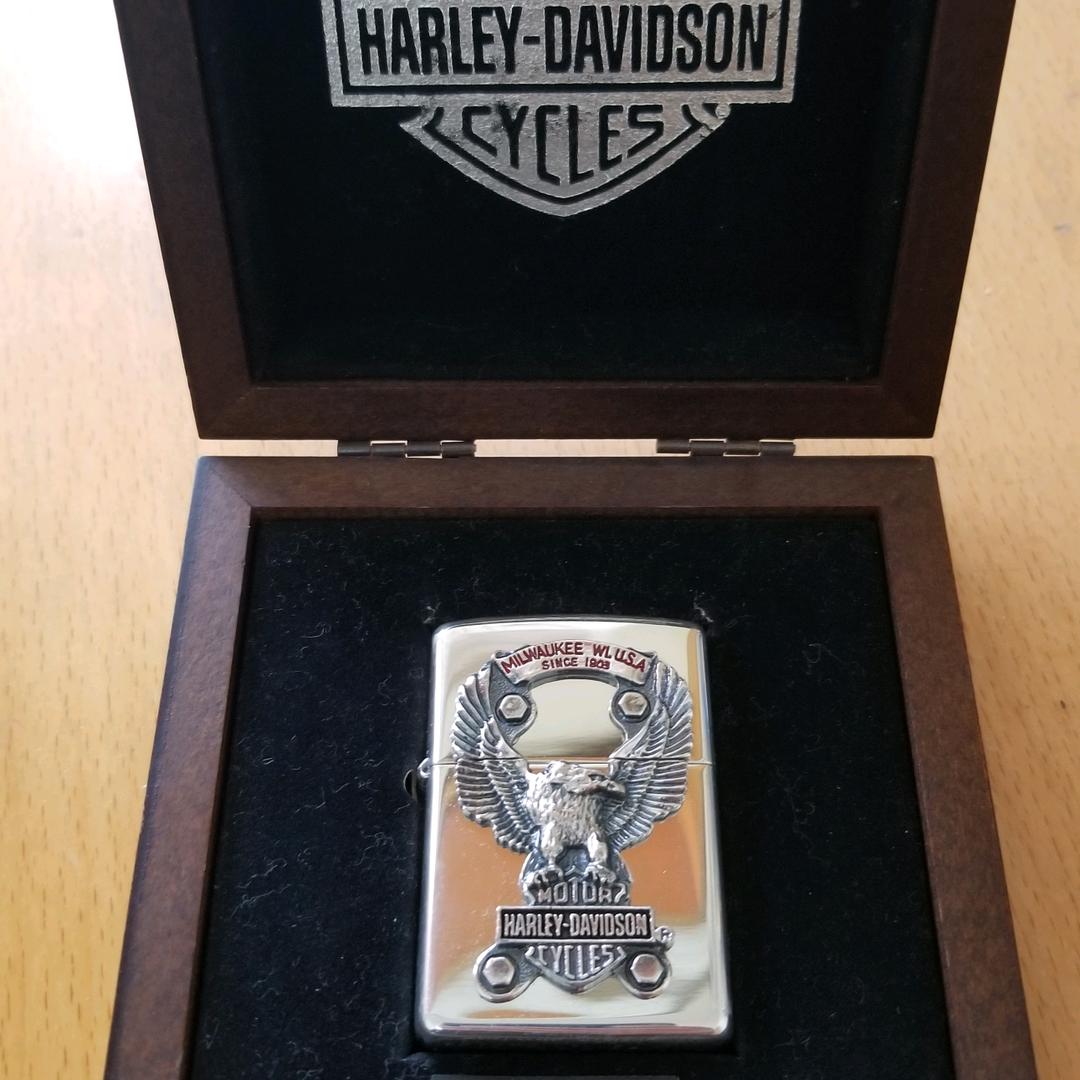 HARLEY-DAVIDSON
CYCLES
®
MILWAUKEE WI. U.S.A
SINCE 1903
MOTOR
HARLEY-DAVIDSON
®
CYCLES